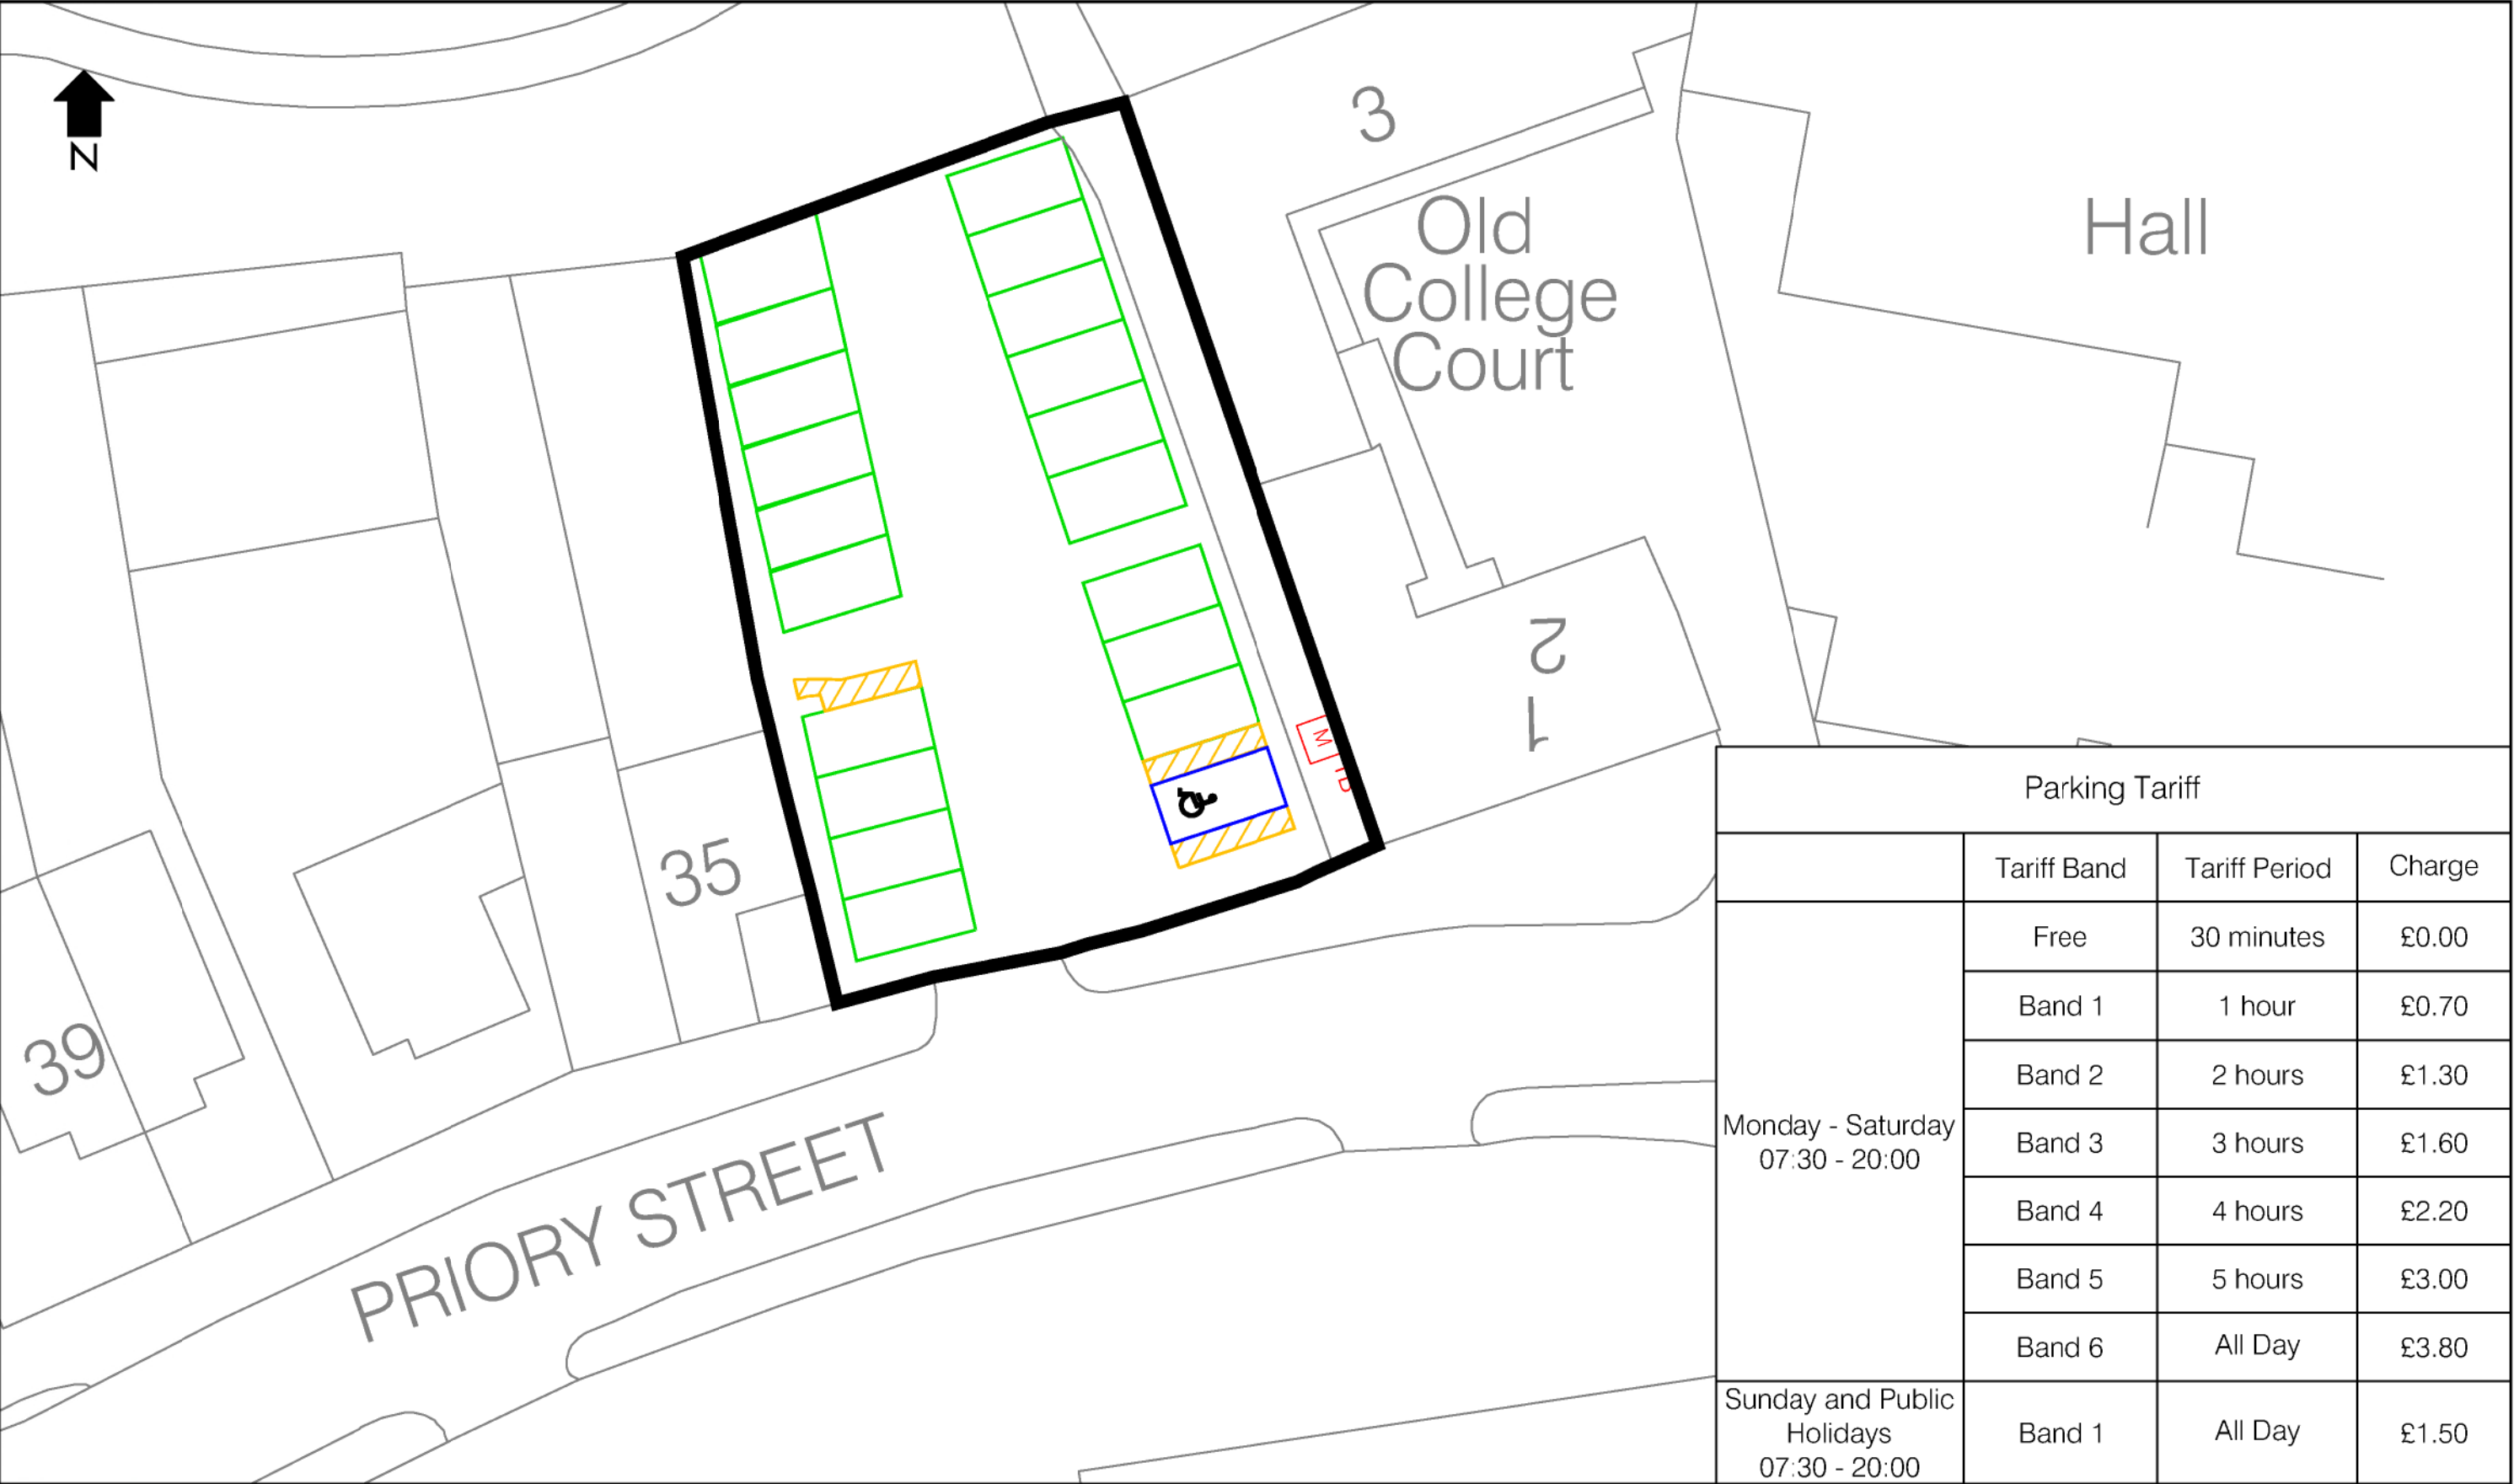 N
3
Old
College
Court
Hall
2
1
M
35
39
PRIORY STREET
Parking Tariff
Tariff Band Tariff Period Charge
Monday - Saturday
07:30 - 20:00
Free 30 minutes £0.00
Band 1 1 hour £0.70
Band 2 2 hours £1.30
Band 3 3 hours £1.60
Band 4 4 hours £2.20
Band 5 5 hours £3.00
Band 6 All Day £3.80
Sunday and Public
Holidays
07:30 - 20:00
Band 1 All Day £1.50